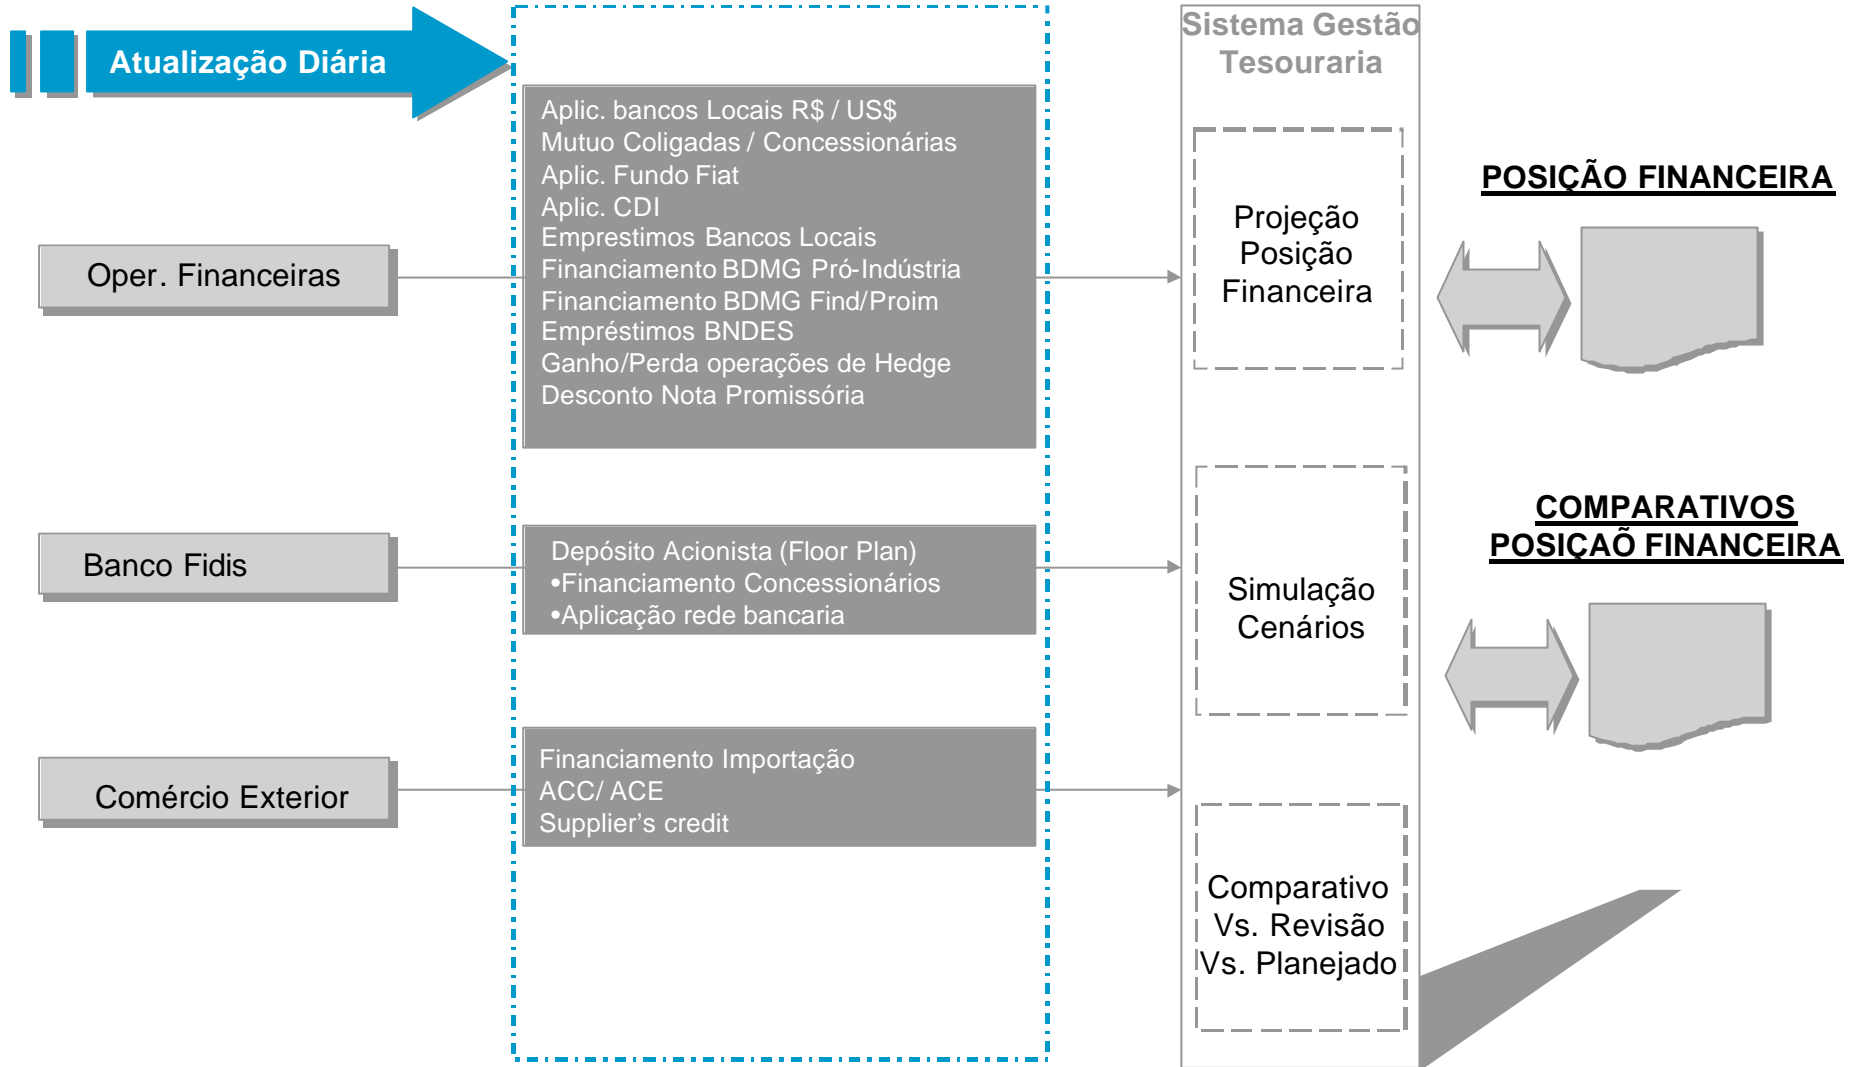 Atualização Diária
Sistema Gestão
Tesouraria
Aplic. bancos Locais R$ / US$
Mutuo Coligadas / Concessionárias
Aplic. Fundo Fiat
Aplic. CDI
Emprestimos Bancos Locais
Financiamento BDMG Pró-Indústria
Financiamento BDMG Find/Proim
Empréstimos BNDES
Ganho/Perda operações de Hedge
Desconto Nota Promissória
Oper. Financeiras
Projeção
Posição
Financeira
POSIÇÃO FINANCEIRA
Banco Fidis
Depósito Acionista (Floor Plan)
•Financiamento Concessionários
•Aplicação rede bancaria
Simulação
Cenários
COMPARATIVOS
POSIÇAÕ FINANCEIRA
Comércio Exterior
Financiamento Importação
ACC/ ACE
Supplier’s credit
Comparativo
Vs. Revisão
Vs. Planejado